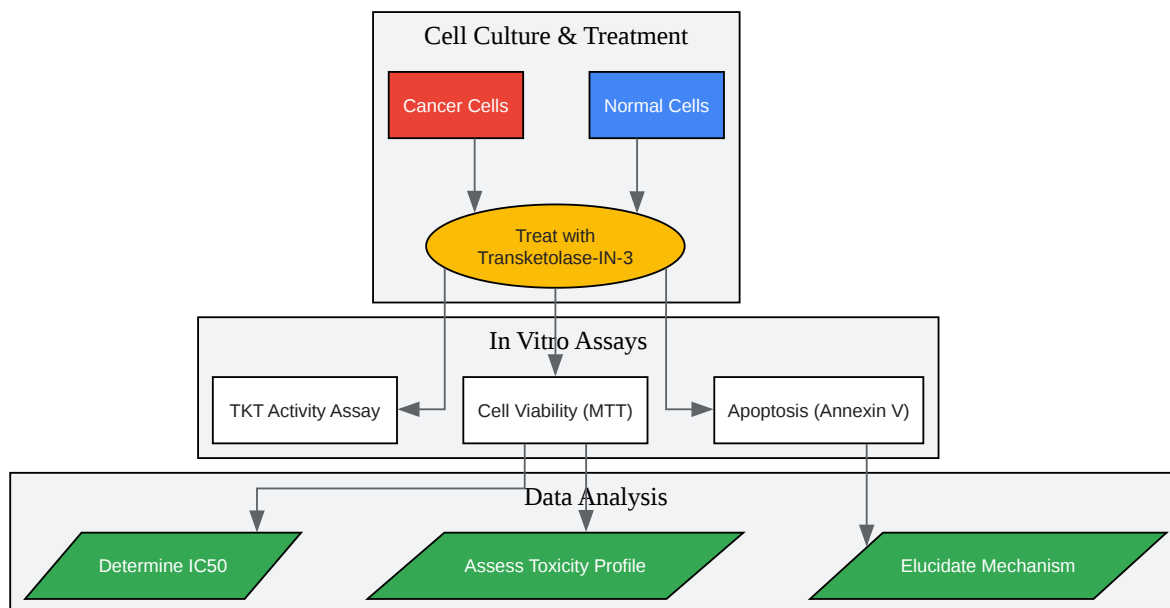 Cell Culture & Treatment
Cancer Cells
Normal Cells
Treat with
Transketolase-IN-3
In Vitro Assays
TKT Activity Assay
Cell Viability (MTT)
Apoptosis (Annexin V)
Data Analysis
Determine IC50
Assess Toxicity Profile
Elucidate Mechanism